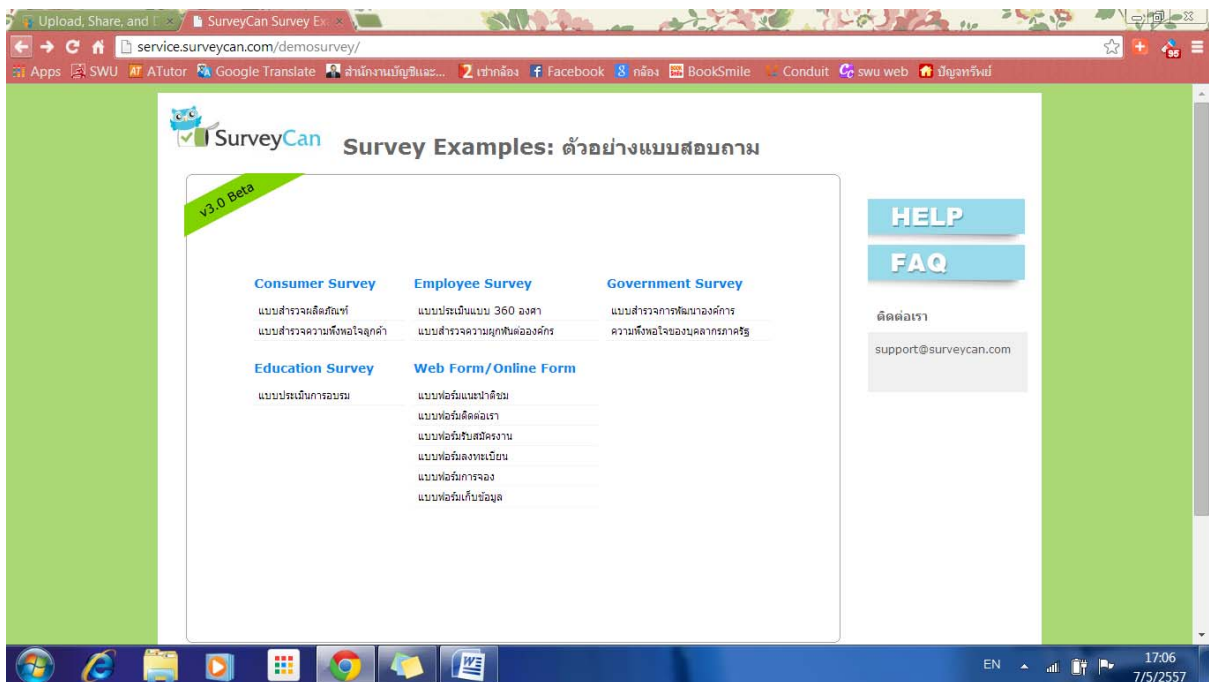 Upload, Share, and D
SurveyCan Survey Ex
service.surveycan.com/demosurvey/
Apps SWU ATutor Google Translate สำนักงานบัญชีและ... เช่ากล้อง Facebook กล้อง BookSmile Conduit swu web ปัญจทรัพย์
95
SurveyCan
Survey Examples: ตัวอย่างแบบสอบถาม
v3.0 Beta
HELP
FAQ
Consumer Survey Employee Survey Government Survey
แบบสำรวจผลิตภัณฑ์ แบบประเมินแบบ 360 องศา แบบสำรวจการพัฒนาองค์การ
แบบสำรวจความพึงพอใจลูกค้า แบบสำรวจความผูกพันต่อองค์กร ความพึงพอใจของบุคลากรภาครัฐ
ติดต่อเรา
support@surveycan.com
Education Survey Web Form/Online Form
แบบประเมินการอบรม แบบฟอร์มแนะนำติชม
แบบฟอร์มติดต่อเรา
แบบฟอร์มรับสมัครงาน
แบบฟอร์มลงทะเบียน
แบบฟอร์มการจอง
แบบฟอร์มเก็บข้อมูล
EN
17:06
7/5/2557